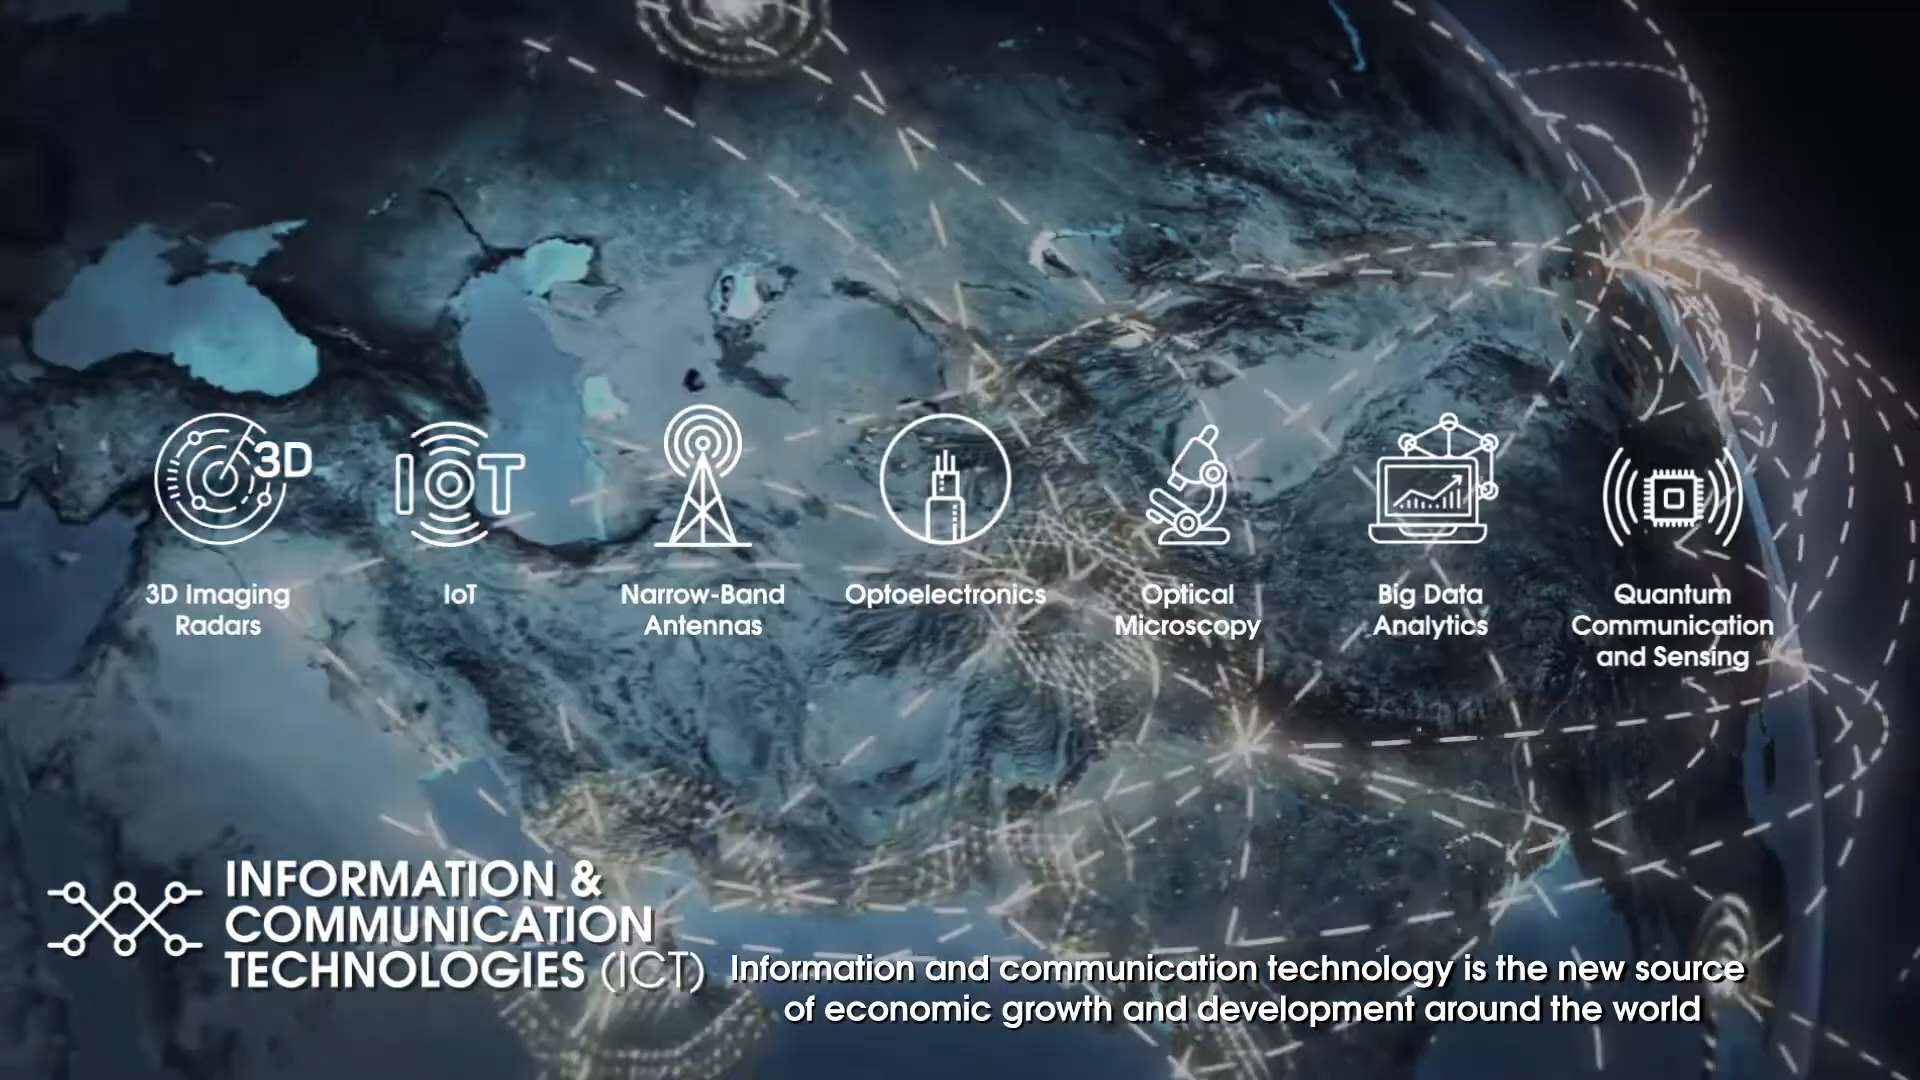 3D
IOT
3D Imaging
Radars
IoT
Narrow-Band
Antennas
Optoelectronics
Optical
Microscopy
Big Data
Analytics
Quantum
Communication
and Sensing
INFORMATION &
COMMUNICATION
TECHNOLOGIES (ICT)
Information and communication technology is the new source
of economic growth and development around the world